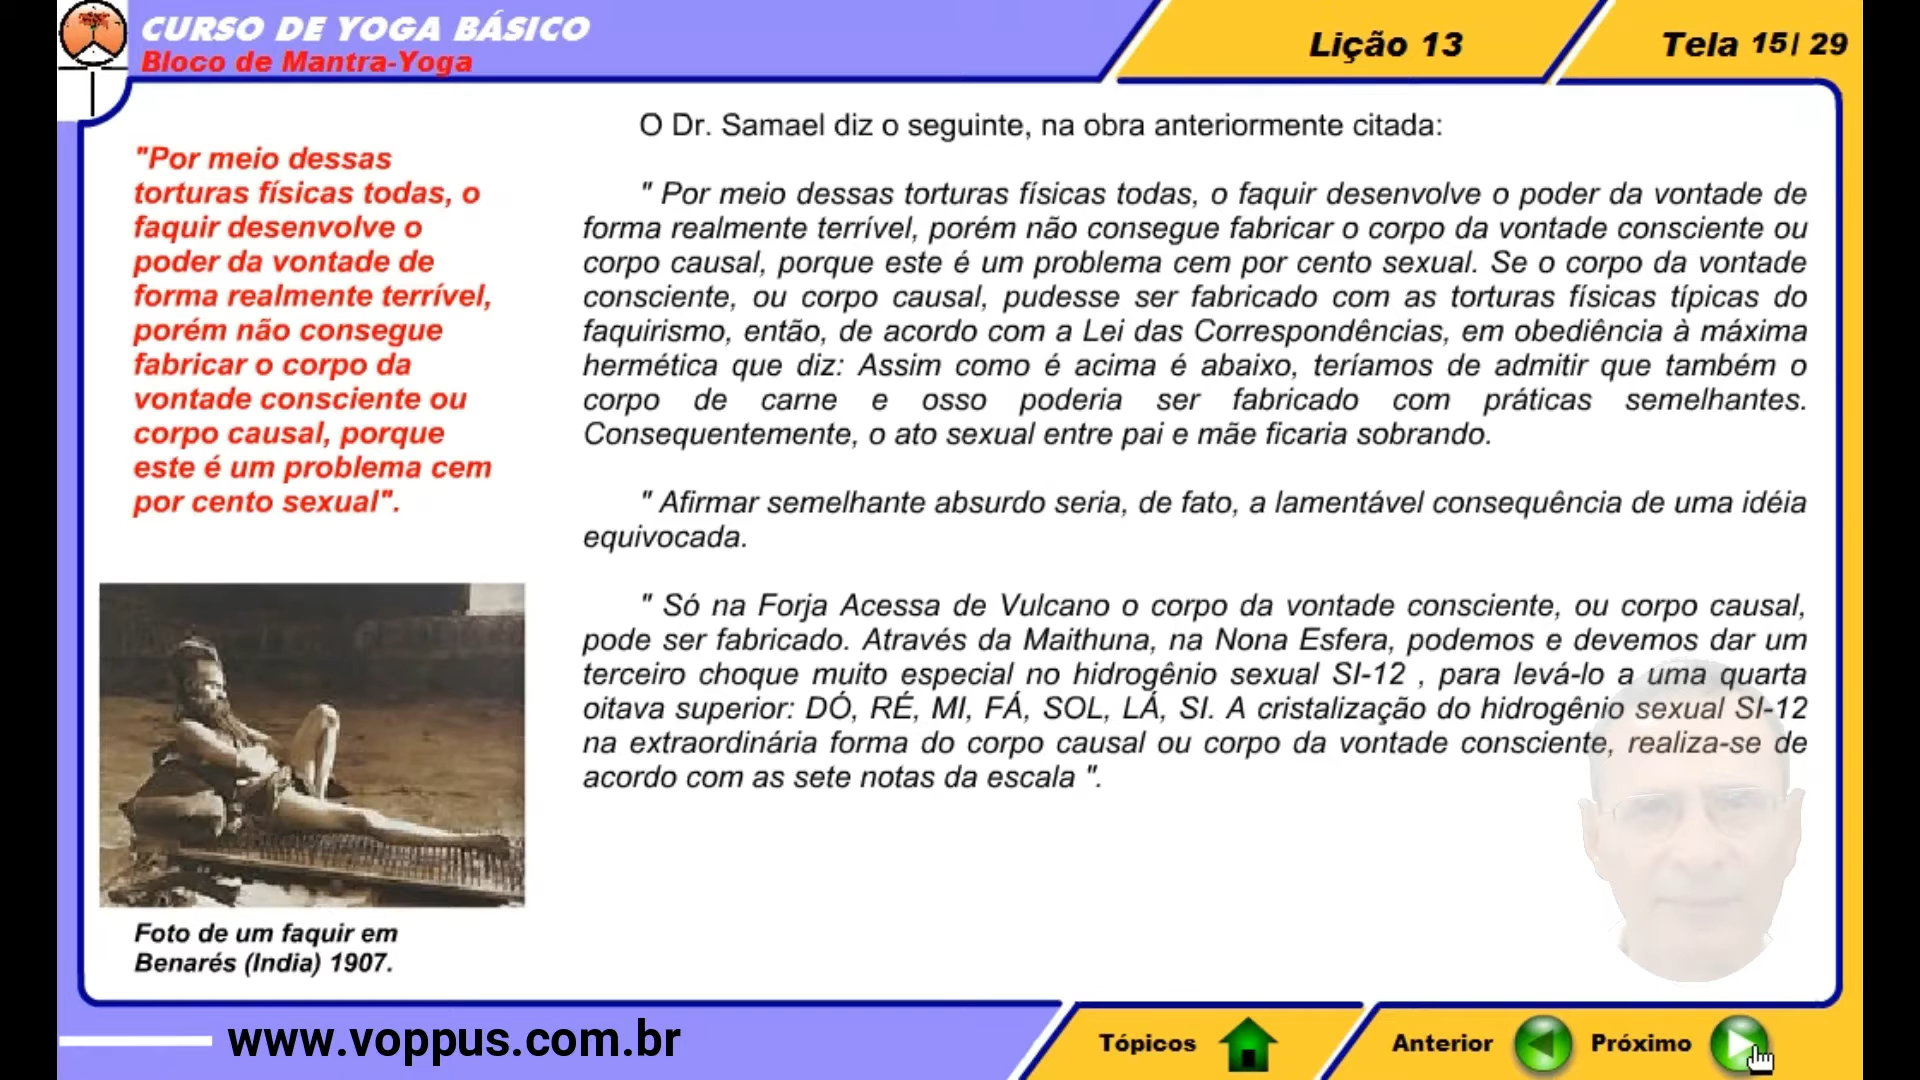 CURSO DE YOGA BÁSICO
Bloco de Mantra-Yoga
Lição 13
Tela 15/ 29
"Por meio dessas
torturas físicas todas, o
faquir desenvolve o
poder da vontade de
forma realmente terrível,
porém não consegue
fabricar o corpo da
vontade consciente ou
corpo causal, porque
este é um problema cem
por cento sexual".
Foto de um faquir em
Benarés (India) 1907.
O Dr. Samael diz o seguinte, na obra anteriormente citada:
" Por meio dessas torturas físicas todas, o faquir desenvolve o poder da vontade de
forma realmente terrível, porém não consegue fabricar o corpo da vontade consciente ou
corpo causal, porque este é um problema cem por cento sexual. Se o corpo da vontade
consciente, ou corpo causal, pudesse ser fabricado com as torturas físicas típicas do
faquirismo, então, de acordo com a Lei das Correspondências, em obediência à máxima
hermética que diz: Assim como é acima é abaixo, teríamos de admitir que também o
corpo de carne e osso poderia ser fabricado com práticas semelhantes.
Consequentemente, o ato sexual entre pai e mãe ficaria sobrando.
" Afirmar semelhante absurdo seria, de fato, a lamentável consequência de uma idéia
equivocada.
" Só na Forja Acessa de Vulcano o corpo da vontade consciente, ou corpo causal,
pode ser fabricado. Através da Maithuna, na Nona Esfera, podemos e devemos dar um
terceiro choque muito especial no hidrogênio sexual SI-12 , para levá-lo a uma quarta
oitava superior: DÓ, RÉ, MI, FÁ, SOL, LÁ, SI. A cristalização do hidrogênio sexual SI-12
na extraordinária forma do corpo causal ou corpo da vontade consciente, realiza-se de
acordo com as sete notas da escala ".
www.voppus.com.br
Tópicos
Anterior
Próximo